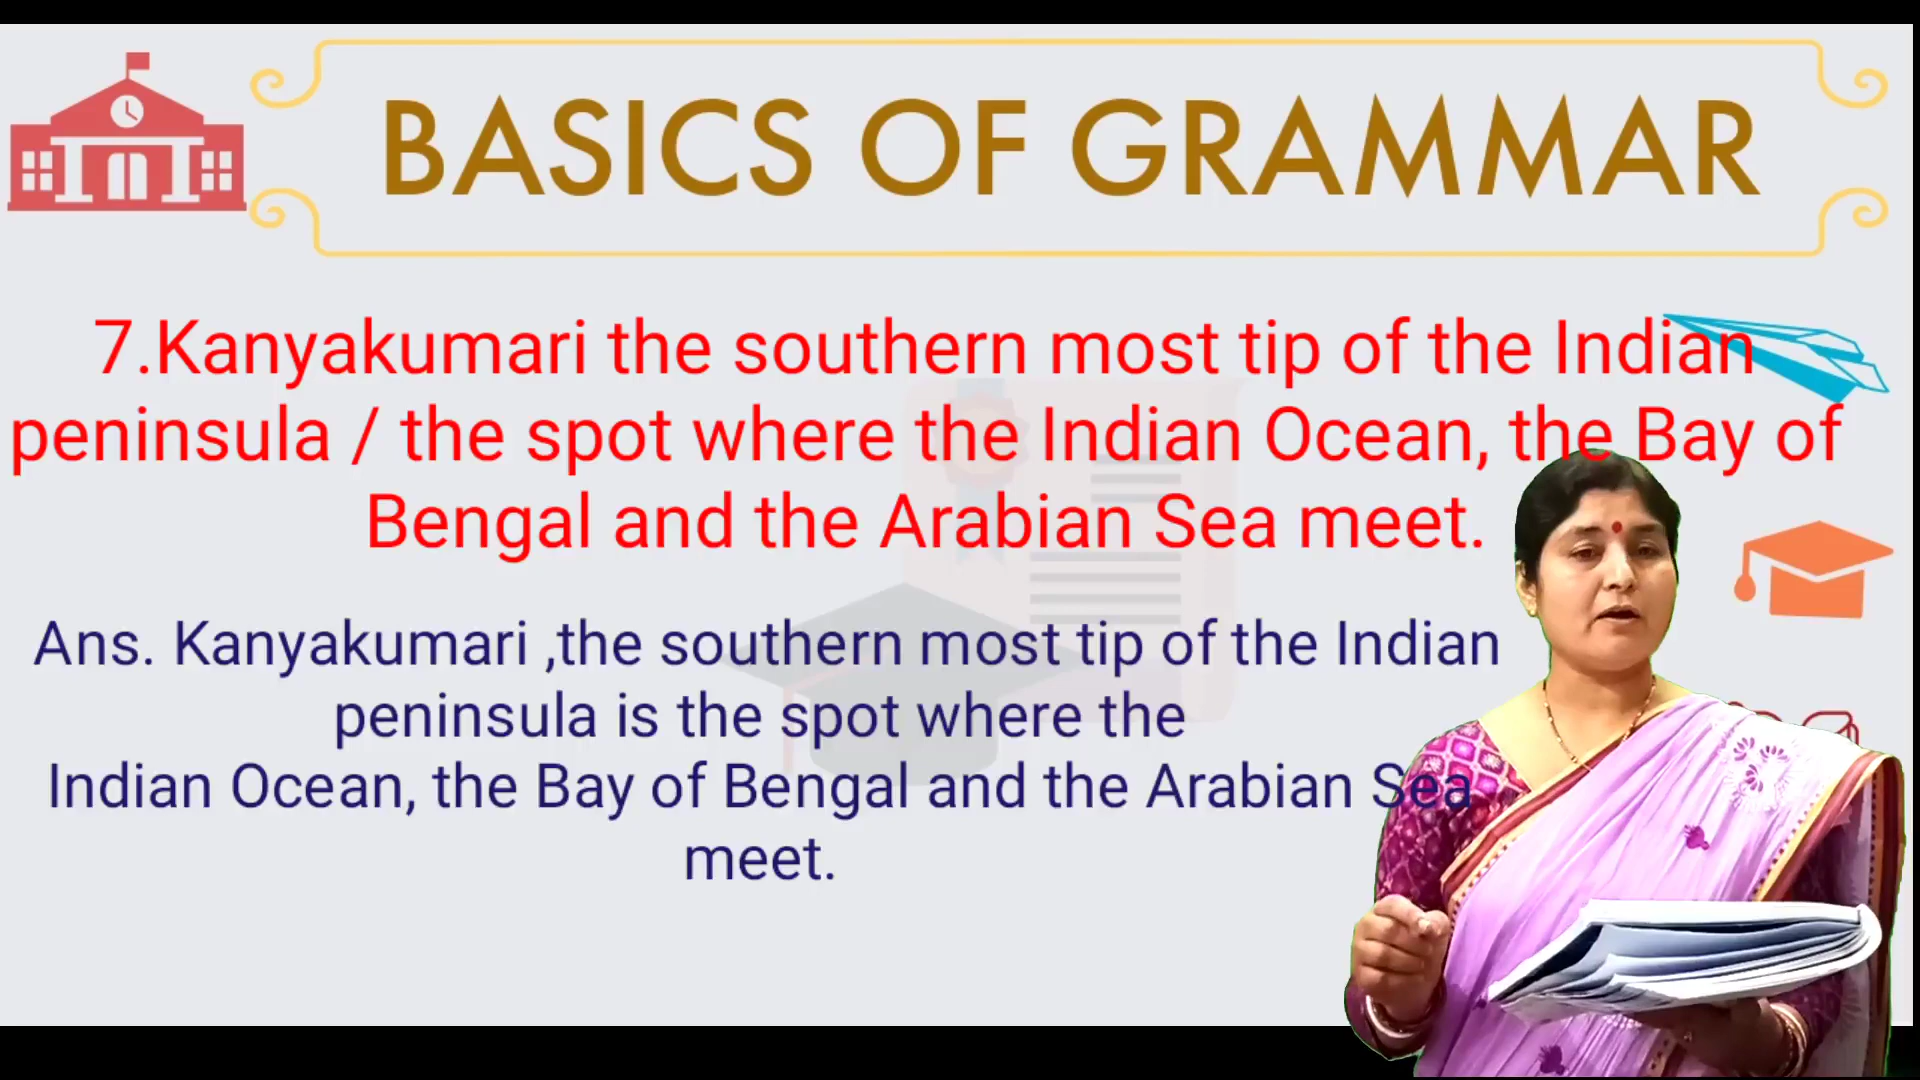 BASICS OF GRAMMAR
7.Kanyakumari the southern most tip of the Indian
peninsula / the spot where the Indian Ocean, the Bay of
Bengal and the Arabian Sea meet.
Ans. Kanyakumari ,the southern most tip of the Indian
peninsula is the spot where the
Indian Ocean, the Bay of Bengal and the Arabian Sea
meet.